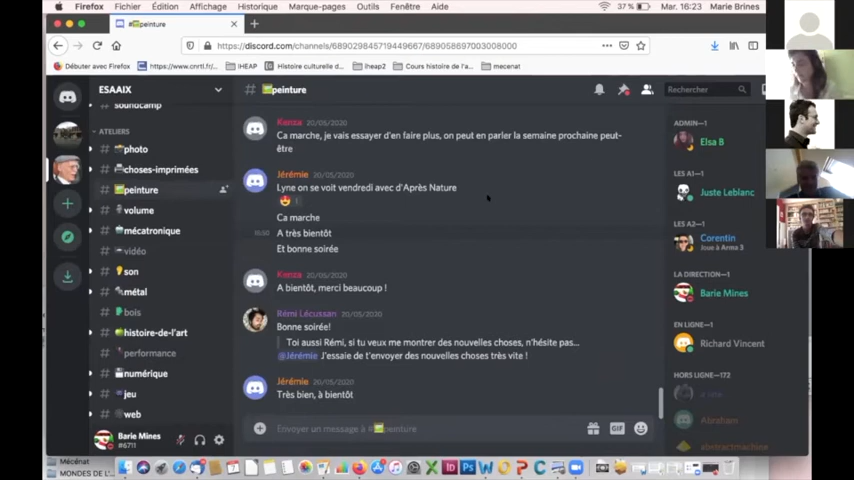 Firefox Fichier Édition Affichage Historique Marque-pages Outils Fenêtre Aide 37 % Mar. 16:23 Marie Brines
#peinture
https://discord.com/channels/689029845719449667/689058697003008000
Débuter avec Firefox https://www.cnrtl.fr/e IHEAP Histoire culturelle d... Iheap2 Cours histoire de l'a... mecenat
ESAAIX
# peinture
Rechercher
soundcamp
ATELIERS
# photo
# choses-imprimées
# peinture
# volume
# mécatronique
# vidéo
# son
# métal
# bois
# histoire-de-l'art
# performance
# numérique
# jeu
# web
Barie Mines
#6711
Kenza 20/05/2020
Ca marche, je vais essayer d'en faire plus, on peut en parler la semaine prochaine peut-
être
Jérémie 20/05/2020
Lyne on se voit vendredi avec d'Après Nature
1
Ca marche
A très bientôt
Et bonne soirée
Kenza 20/05/2020
A bientôt, merci beaucoup !
Rémi Lécussan 20/05/2020
Bonne soirée!
Toi aussi Rémi, si tu veux me montrer des nouvelles choses, n'hésite pas...
@Jérémie J'essaie de t'envoyer des nouvelles choses très vite !
Jérémie 20/05/2020
Très bien, à bientôt
Envoyer un message à #peinture
GIF
ADMIN—1
Elsa B
LES A1—1
Juste Leblanc
LES A2—1
Corentin
Joue à Arma 3
LA DIRECTION—1
Barie Mines
EN LIGNE—1
Richard Vincent
HORS LIGNE—172
Abraham
abstractmachine
Mécénat
MONDES DE L'...